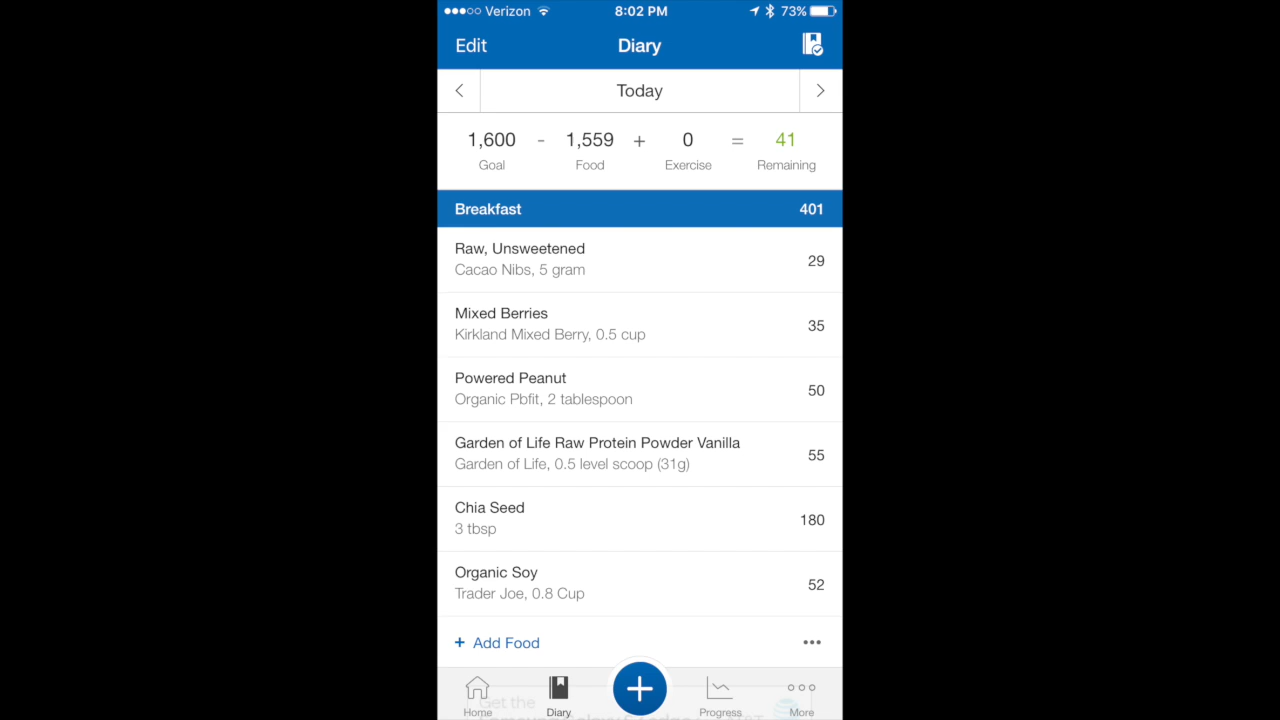 Verizon 8:02 PM 73%
Edit Diary
Today
1,600 - 1,559 + 0 = 41
Goal Food Exercise Remaining
Breakfast 401
Raw, Unsweetened
Cacao Nibs, 5 gram 29
Mixed Berries
Kirkland Mixed Berry, 0.5 cup 35
Powered Peanut
Organic Pbfit, 2 tablespoon 50
Garden of Life Raw Protein Powder Vanilla
Garden of Life, 0.5 level scoop (31g) 55
Chia Seed
3 tbsp 180
Organic Soy
Trader Joe, 0.8 Cup 52
+ Add Food
Get the
Home Diary Progress More